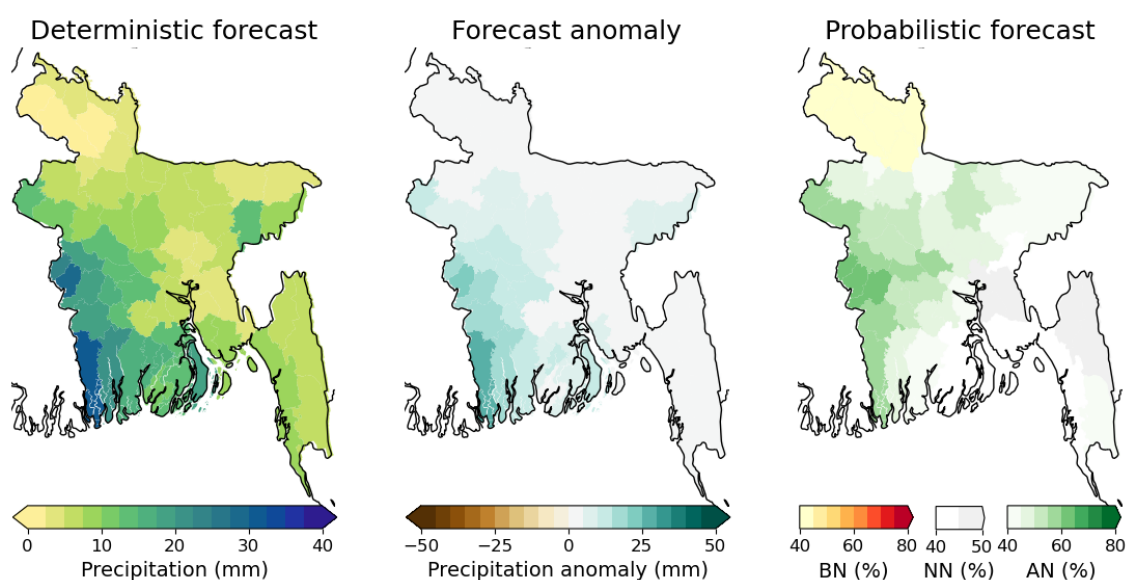 Deterministic forecast
Forecast anomaly
Probabilistic forecast
0 10 20 30 40
Precipitation (mm)
−50 −25 0 25 50
Precipitation anomaly (mm)
40 60 80
BN (%)
40 50
NN (%)
40 60 80
AN (%)